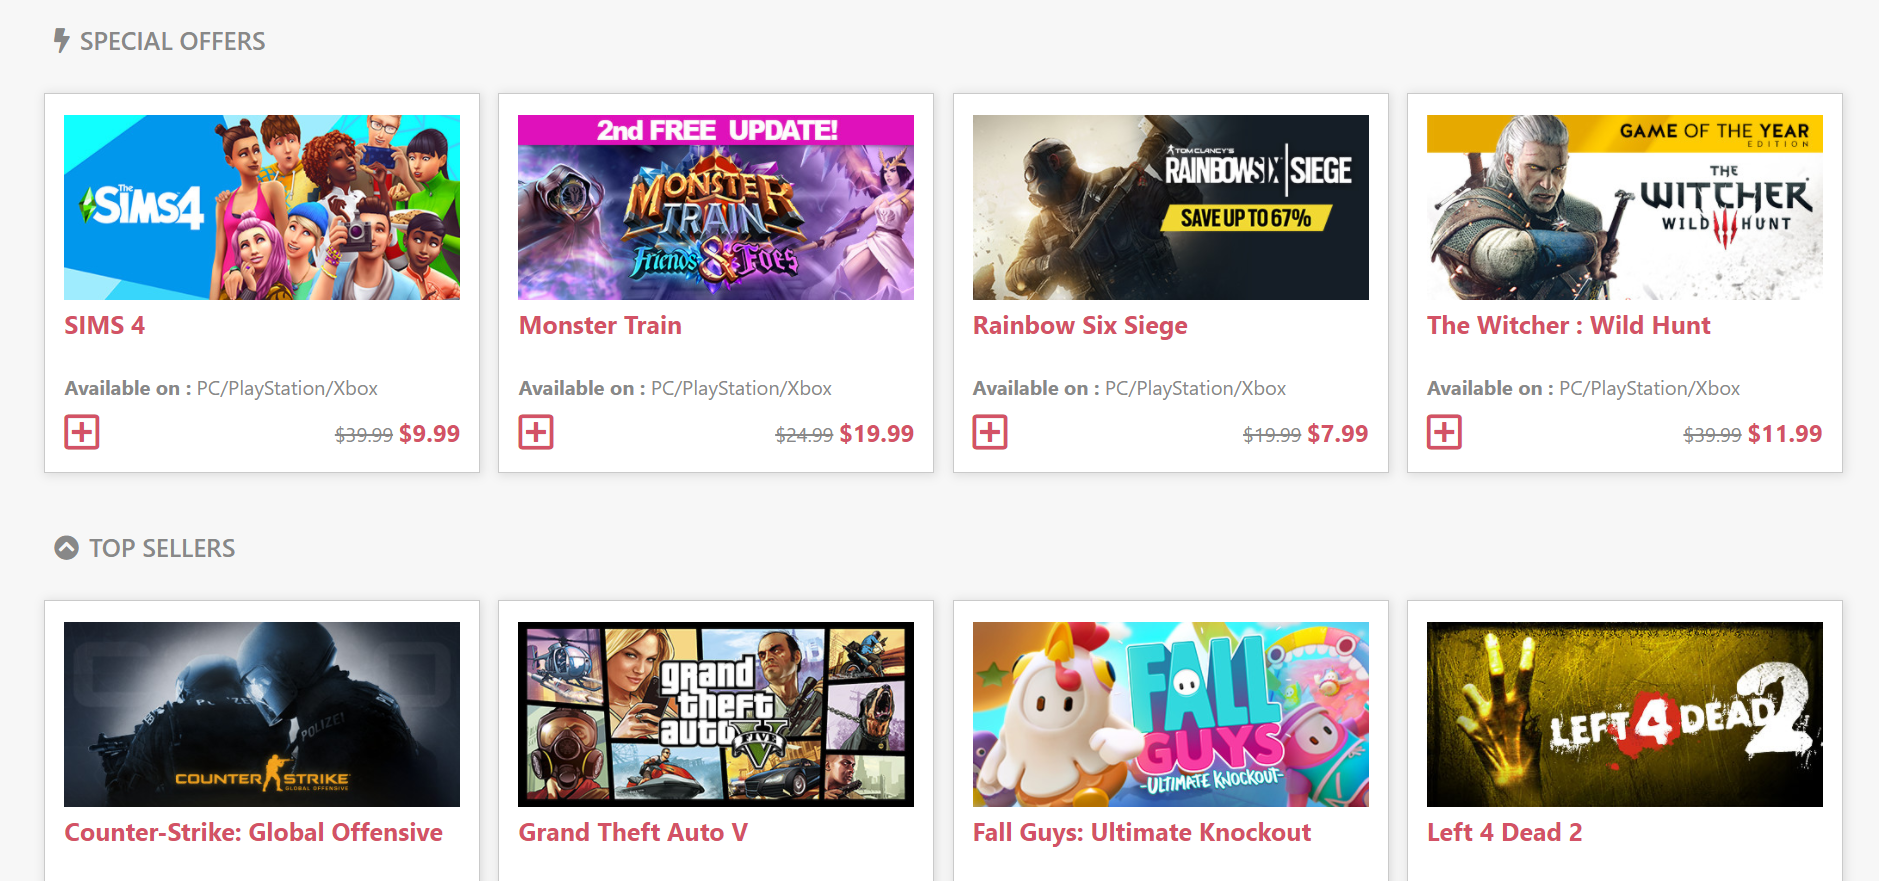 SPECIAL OFFERS
The
SIMS 4
2nd FREE UPDATE!
MONSTER
TRAIN
Friends & Foes
TOM CLANCY'S
RAINBOWSIX | SIEGE
SAVE UP TO 67%
GAME OF THE YEAR
EDITION
THE
WITCHER
WILD HUNT
SIMS 4
Monster Train
Rainbow Six Siege
The Witcher : Wild Hunt
Available on : PC/PlayStation/Xbox
Available on : PC/PlayStation/Xbox
Available on : PC/PlayStation/Xbox
Available on : PC/PlayStation/Xbox
$39.99 $9.99
$24.99 $19.99
$19.99 $7.99
$39.99 $11.99
TOP SELLERS
POLIZEI
COUNTER STRIKE
GLOBAL OFFENSIVE
grand
theft
auto V
FIVE
FALL
GUYS
-ULTIMATE KNOCKOUT-
LEFT 4 DEAD 2
Counter-Strike: Global Offensive
Grand Theft Auto V
Fall Guys: Ultimate Knockout
Left 4 Dead 2